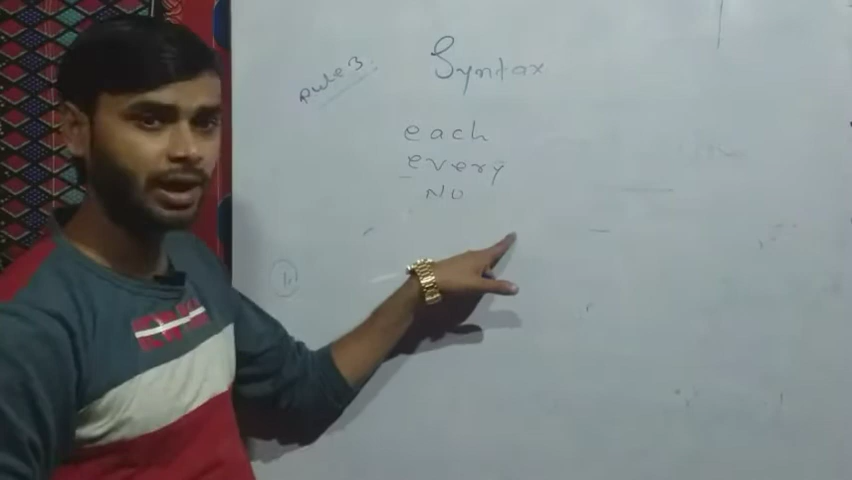 Rule 3
Syntax
each
every
No